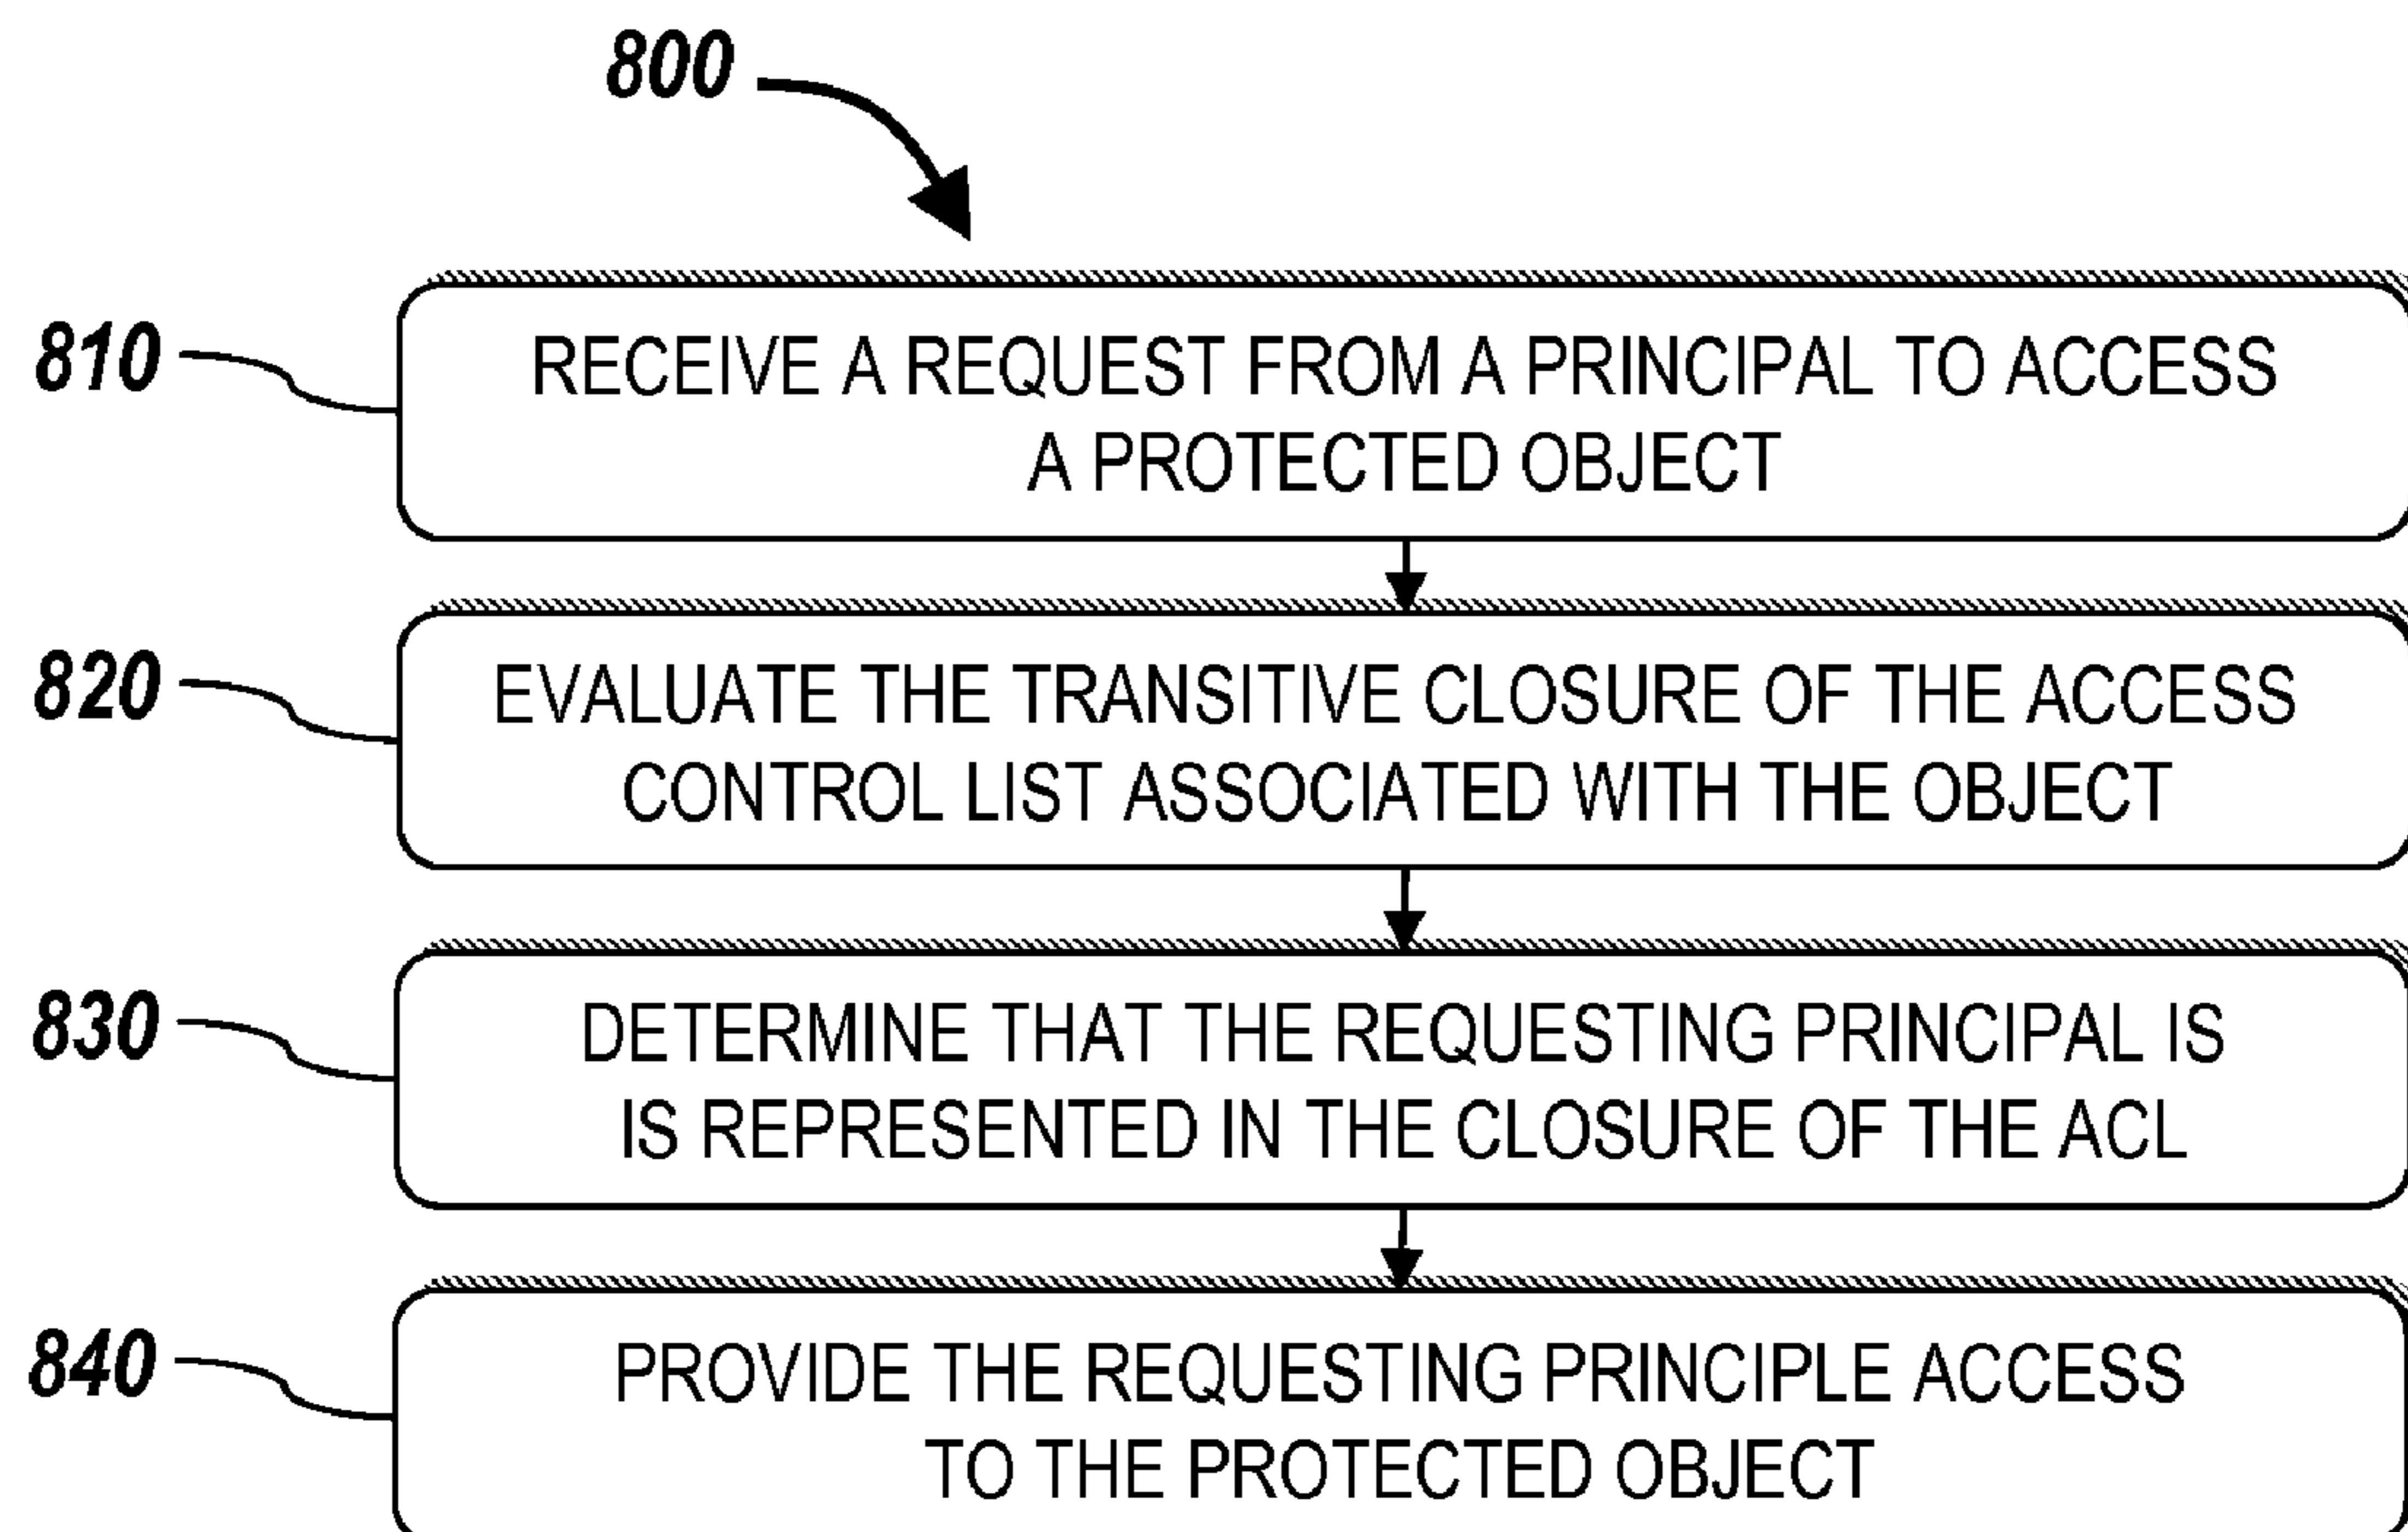 800
810
RECEIVE A REQUEST FROM A PRINCIPAL TO ACCESS
A PROTECTED OBJECT
820
EVALUATE THE TRANSITIVE CLOSURE OF THE ACCESS
CONTROL LIST ASSOCIATED WITH THE OBJECT
830
DETERMINE THAT THE REQUESTING PRINCIPAL IS
IS REPRESENTED IN THE CLOSURE OF THE ACL
840
PROVIDE THE REQUESTING PRINCIPLE ACCESS
TO THE PROTECTED OBJECT